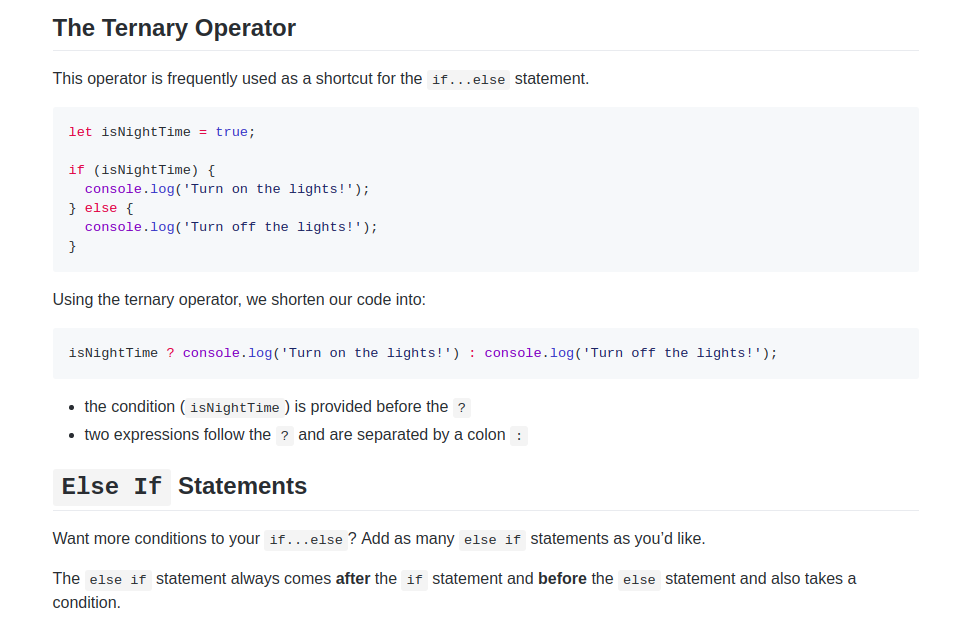 The Ternary Operator
This operator is frequently used as a shortcut for the if...else statement.
let isNightTime = true;
if (isNightTime) {
  console.log('Turn on the lights!');
} else {
  console.log('Turn off the lights!');
}
Using the ternary operator, we shorten our code into:
isNightTime ? console.log('Turn on the lights!') : console.log('Turn off the lights!');
• the condition ( isNightTime ) is provided before the ?
• two expressions follow the ? and are separated by a colon :
Else If Statements
Want more conditions to your if...else ? Add as many else if statements as you’d like.
The else if statement always comes after the if statement and before the else statement and also takes a
condition.